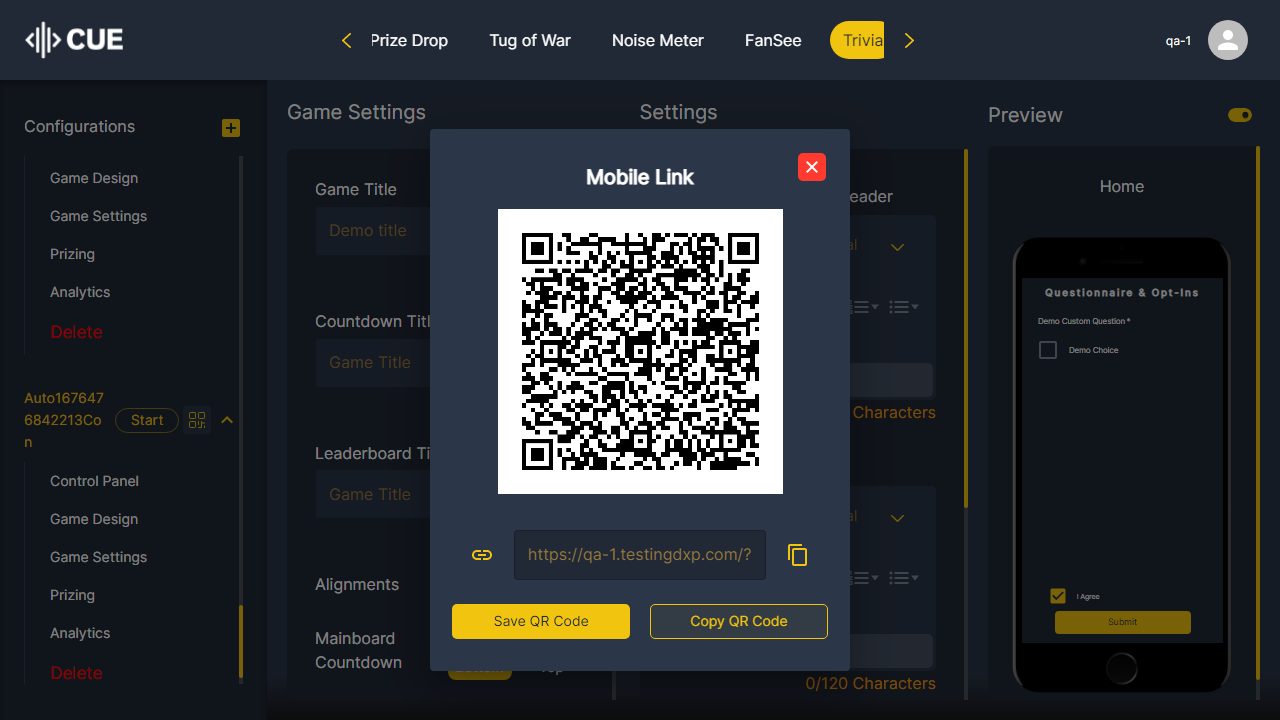 CUE
Prize Drop
Tug of War
Noise Meter
FanSee
Trivia
qa-1
Configurations
Game Design
Game Settings
Prizing
Analytics
Delete
Auto167647
6842213Co
n
Start
Control Panel
Game Design
Game Settings
Prizing
Analytics
Delete
Game Settings
Game Title
Demo title
Countdown Titl
Game Title
Leaderboard Ti
Game Title
Alignments
Mainboard
Countdown
Settings
eader
al
Characters
al
0/120 Characters
Mobile Link
https://qa-1.testingdxp.com/?
Save QR Code
Copy QR Code
Preview
Home
Questionnaire & Opt-Ins
Demo Custom Question *
Demo Choice
I Agree
Submit